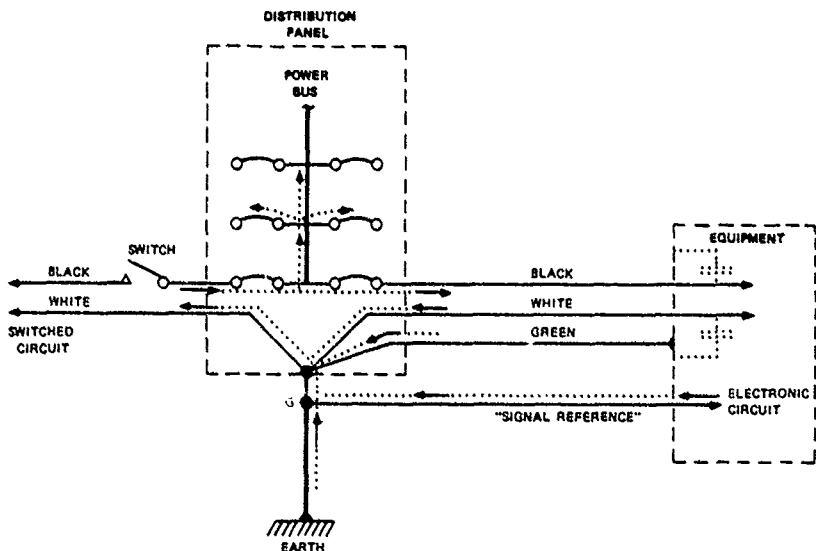 DISTRIBUTION
PANEL
POWER
BUS
SWITCH
EQUIPMENT
BLACK
BLACK
WHITE
WHITE
SWITCHED
CIRCUIT
GREEN
G
ELECTRONIC
CIRCUIT
"SIGNAL REFERENCE"
EARTH